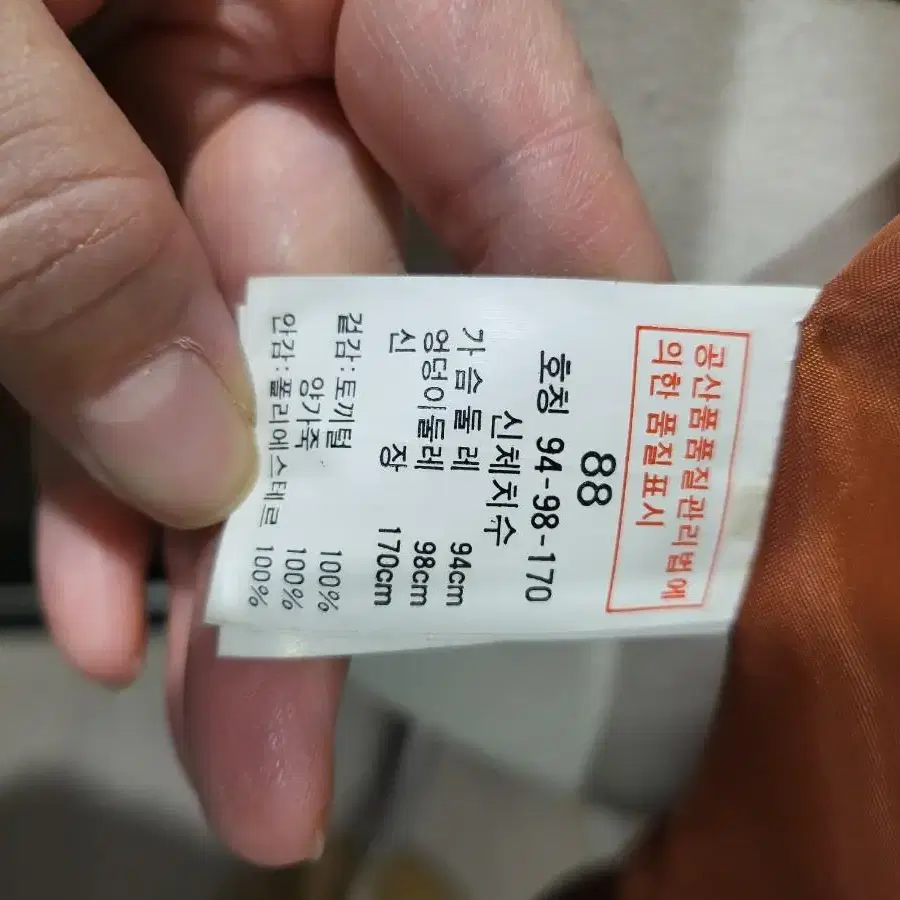 공산품품질관리법에
의한 품질표시
88
호칭 94-98-170
신체치수
가슴둘레 94cm
엉덩이둘레 98cm
신 장 170cm
겉감:토끼털 100%
양가죽 100%
안감:폴리에스테르 100%